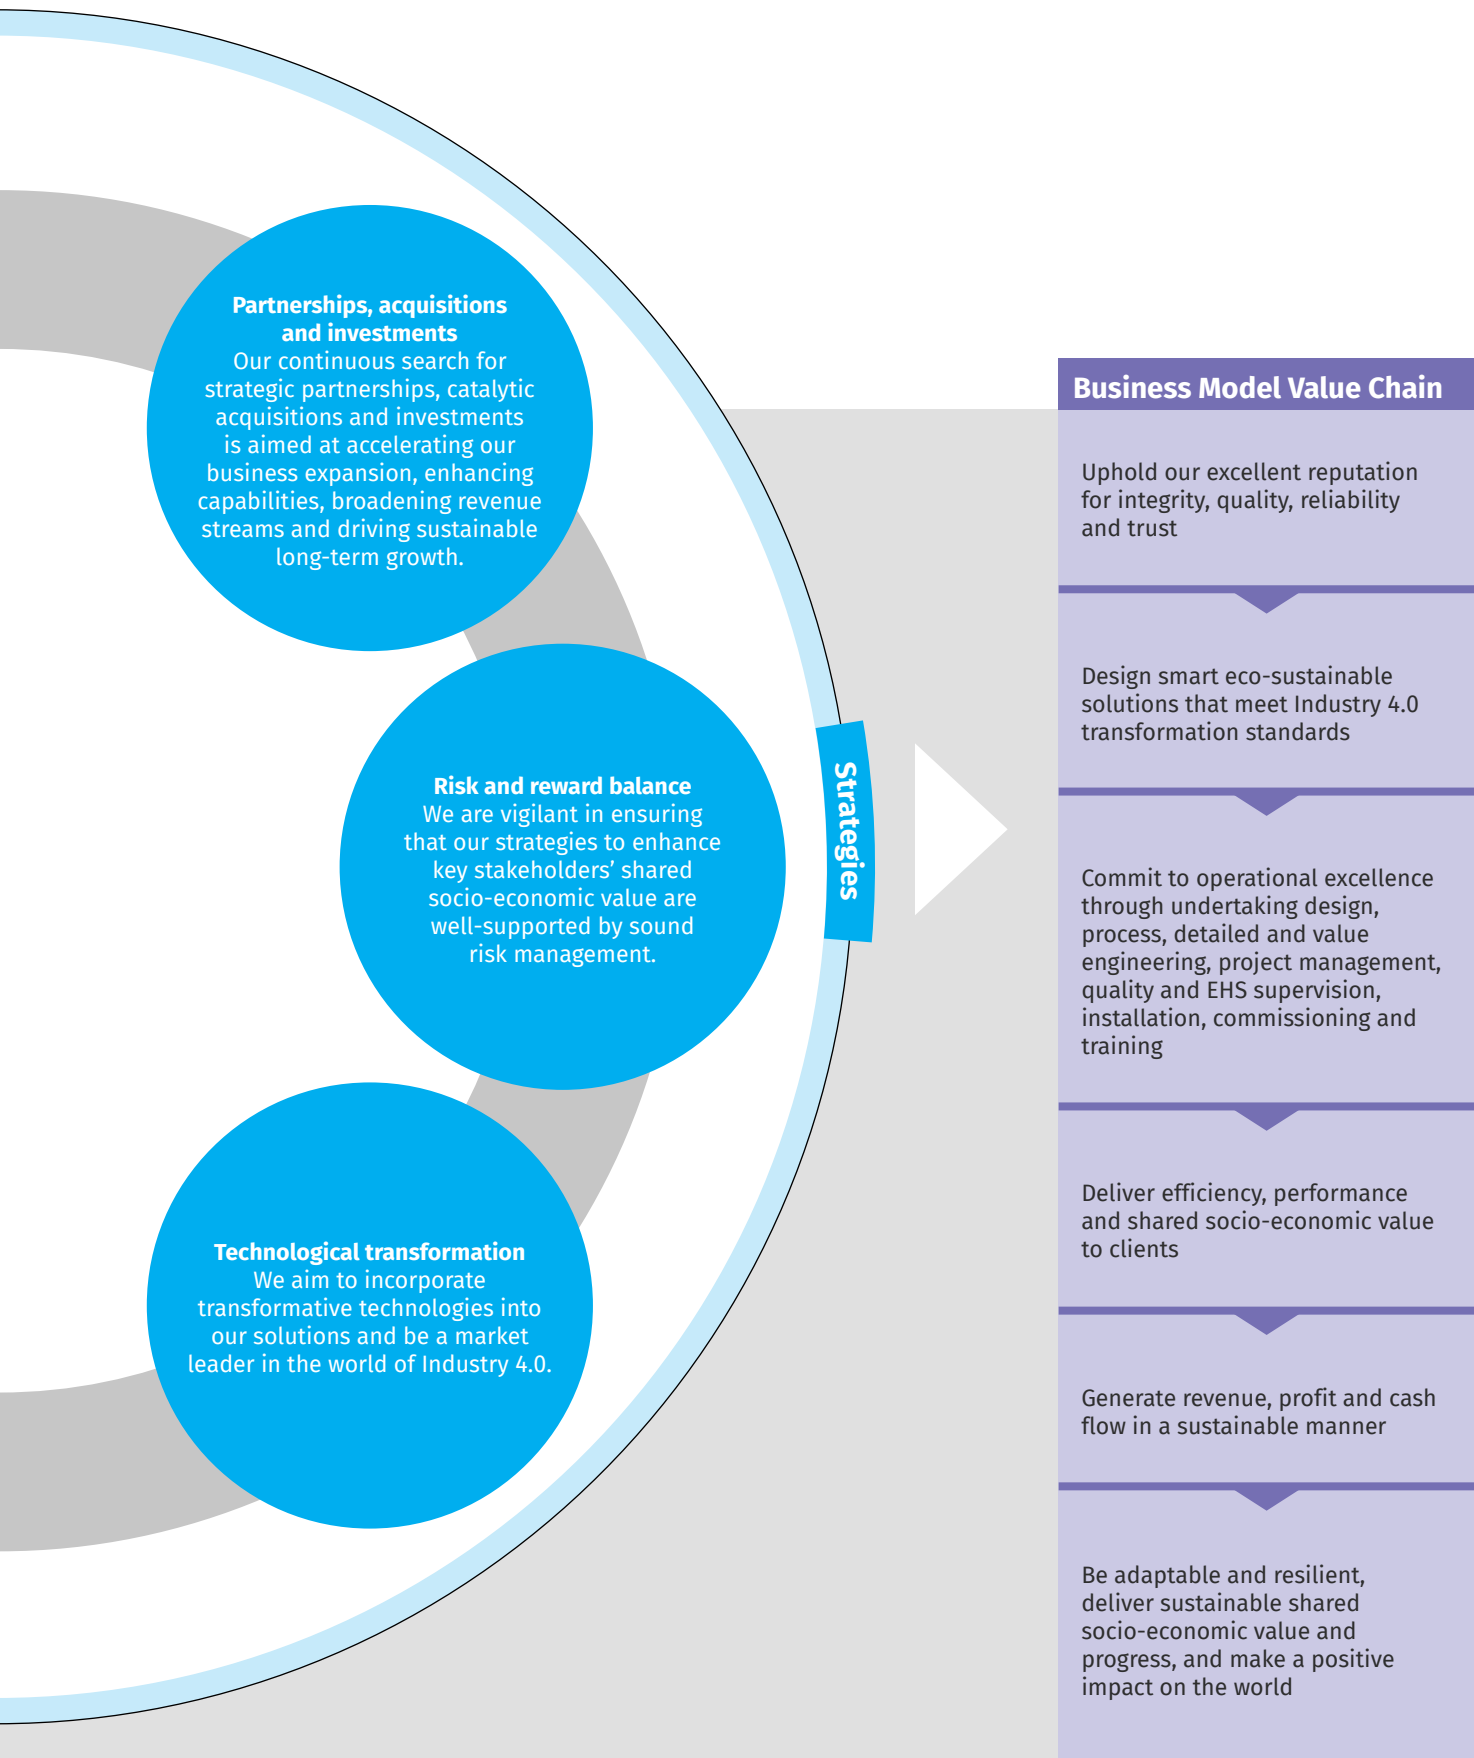 Partnerships, acquisitions
and investments
Our continuous search for
strategic partnerships, catalytic
acquisitions and investments
is aimed at accelerating our
business expansion, enhancing
capabilities, broadening revenue
streams and driving sustainable
long-term growth.
Risk and reward balance
We are vigilant in ensuring
that our strategies to enhance
key stakeholders’ shared
socio-economic value are
well-supported by sound
risk management.
Technological transformation
We aim to incorporate
transformative technologies into
our solutions and be a market
leader in the world of Industry 4.0.
Strategies
Business Model Value Chain
Uphold our excellent reputation
for integrity, quality, reliability
and trust
Design smart eco-sustainable
solutions that meet Industry 4.0
transformation standards
Commit to operational excellence
through undertaking design,
process, detailed and value
engineering, project management,
quality and EHS supervision,
installation, commissioning and
training
Deliver efficiency, performance
and shared socio-economic value
to clients
Generate revenue, profit and cash
flow in a sustainable manner
Be adaptable and resilient,
deliver sustainable shared
socio-economic value and
progress, and make a positive
impact on the world